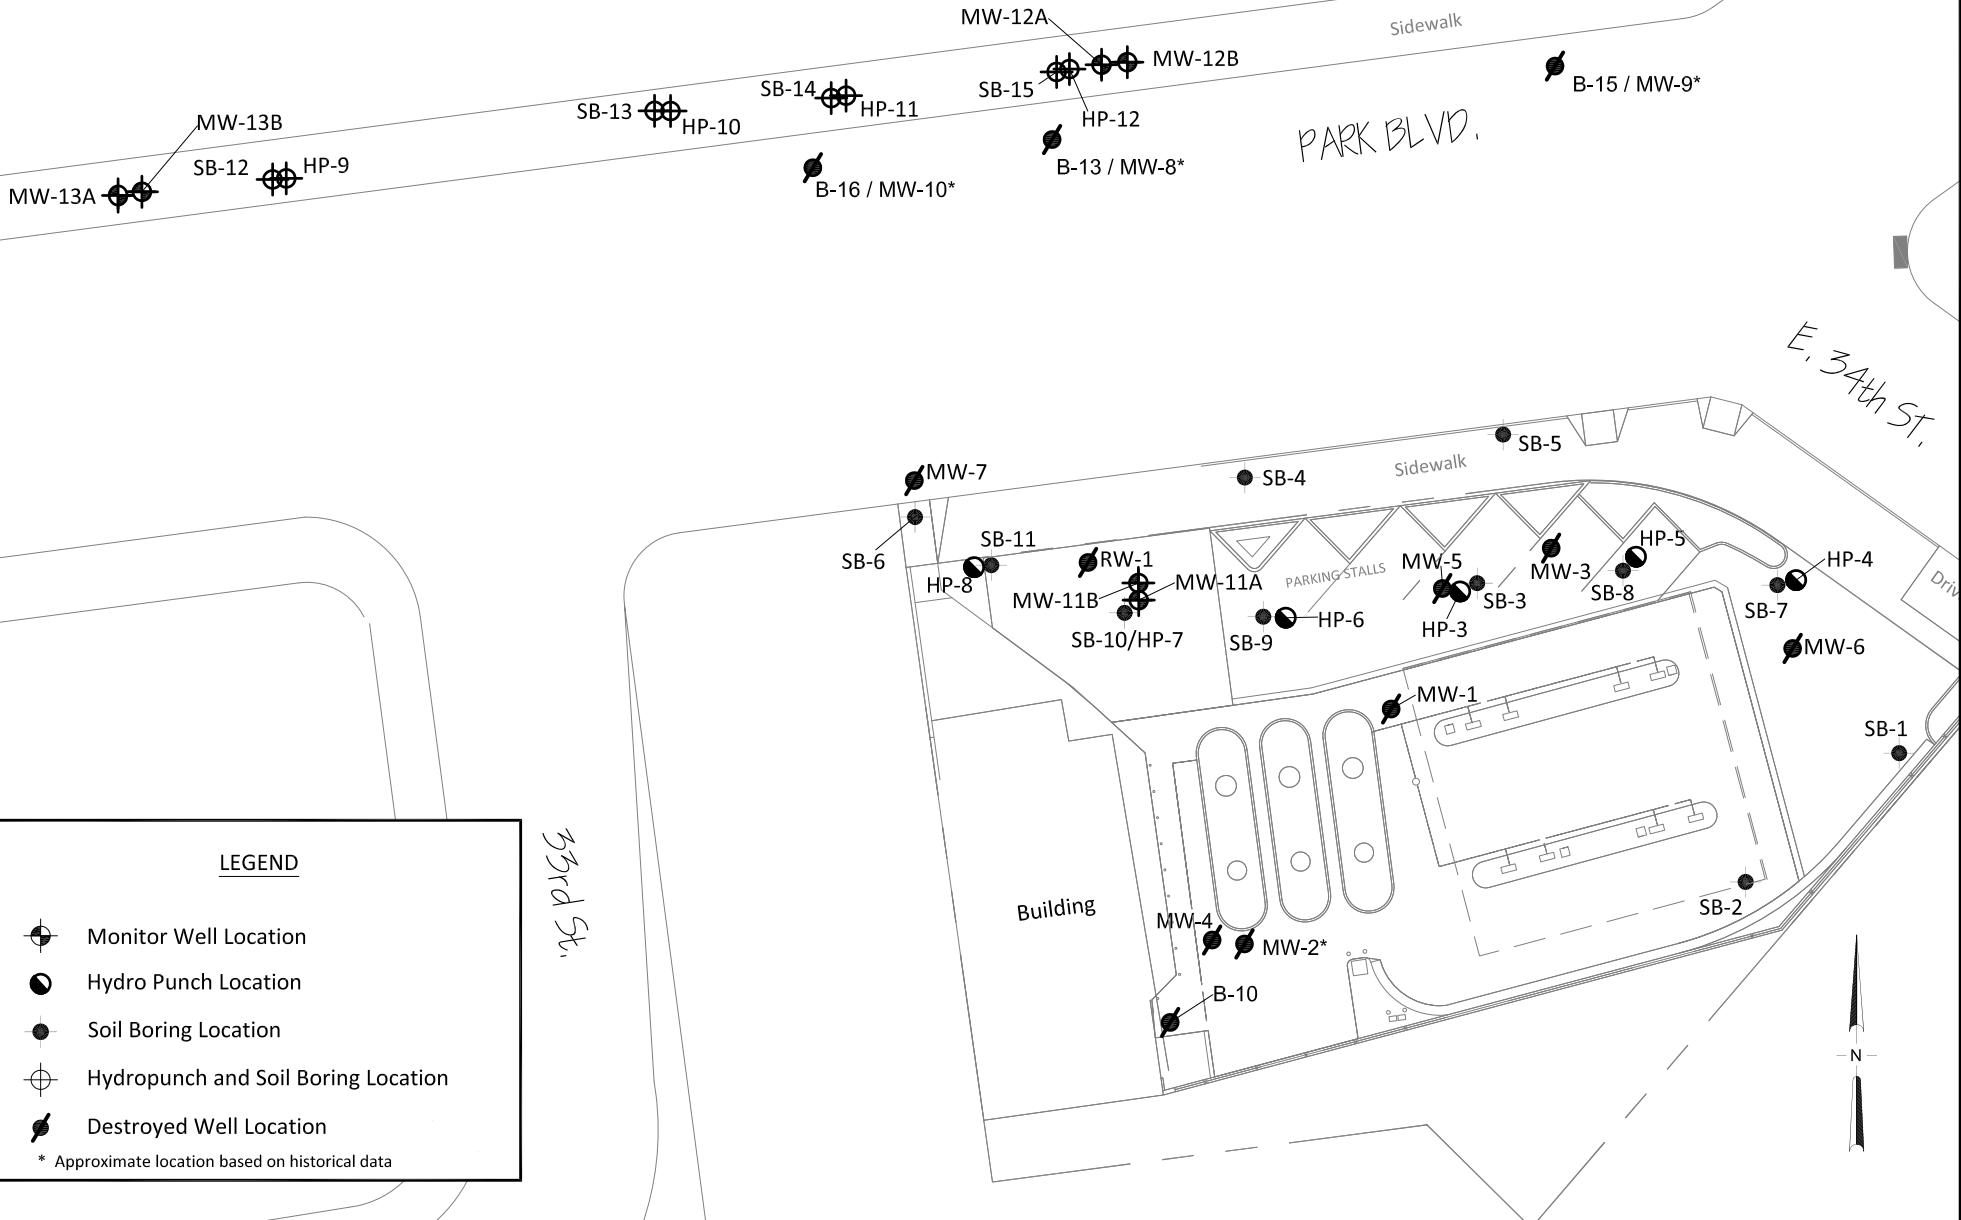 MW-12A
Sidewalk
MW-12B
SB-14
SB-15
B-15 / MW-9*
SB-13
HP-11
MW-13B
HP-10
HP-12
PARK BLVD.
SB-12
HP-9
B-13 / MW-8*
MW-13A
B-16 / MW-10*
E. 34th ST.
SB-5
MW-7
Sidewalk
SB-4
SB-11
HP-5
SB-6
RW-1
MW-5
MW-3
HP-4
HP-8
MW-11A
PARKING STALLS
Driv
MW-11B
SB-3
SB-8
SB-7
SB-10/HP-7
SB-9
HP-6
HP-3
MW-6
MW-1
SB-1
33rd St.
Building
SB-2
MW-4
MW-2*
B-10
N
LEGEND
Monitor Well Location
Hydro Punch Location
Soil Boring Location
Hydropunch and Soil Boring Location
Destroyed Well Location
* Approximate location based on historical data